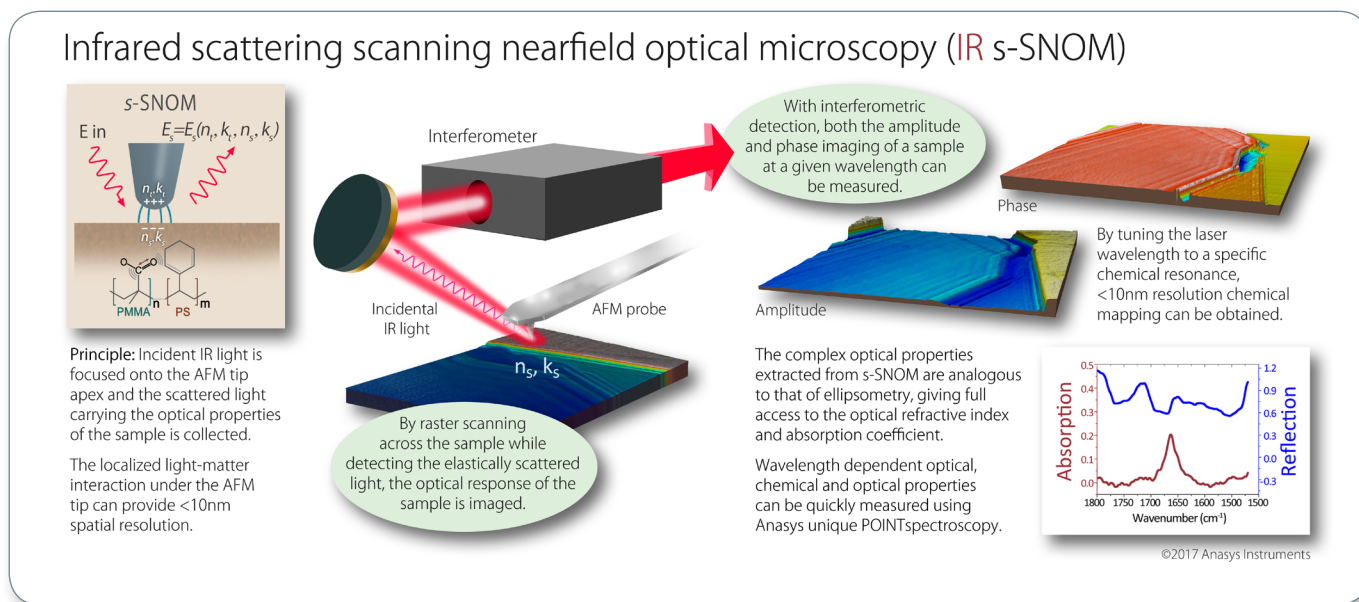 Infrared scattering scanning nearfield optical microscopy (IR s-SNOM)
s-SNOM
E in
Eₛ=Eₛ(nₜ, kₜ, nₛ, kₛ)
nₜ,kₜ
+++
nₛ,kₛ
C
O
O
n
m
PMMA
PS
Principle: Incident IR light is
focused onto the AFM tip
apex and the scattered light
carrying the optical properties
of the sample is collected.
The localized light-matter
interaction under the AFM
tip can provide <10nm
spatial resolution.
Interferometer
Incidental
IR light
AFM probe
nₛ, kₛ
By raster scanning
across the sample while
detecting the elastically scattered
light, the optical response of the
sample is imaged.
With interferometric
detection, both the amplitude
and phase imaging of a sample
at a given wavelength can
be measured.
Phase
Amplitude
By tuning the laser
wavelength to a specific
chemical resonance,
<10nm resolution chemical
mapping can be obtained.
The complex optical properties
extracted from s-SNOM are analogous
to that of ellipsometry, giving full
access to the optical refractive index
and absorption coefficient.
Wavelength dependent optical,
chemical and optical properties
can be quickly measured using
Anasys unique POINTspectroscopy.
Absorption
0.5
0.4
0.3
0.2
0.1
0.0
1.2
0.9
0.6
0.3
0.0
-0.3
Reflection
1800 1750 1700 1650 1600 1550 1500
Wavenumber (cm⁻¹)
©2017 Anasys Instruments